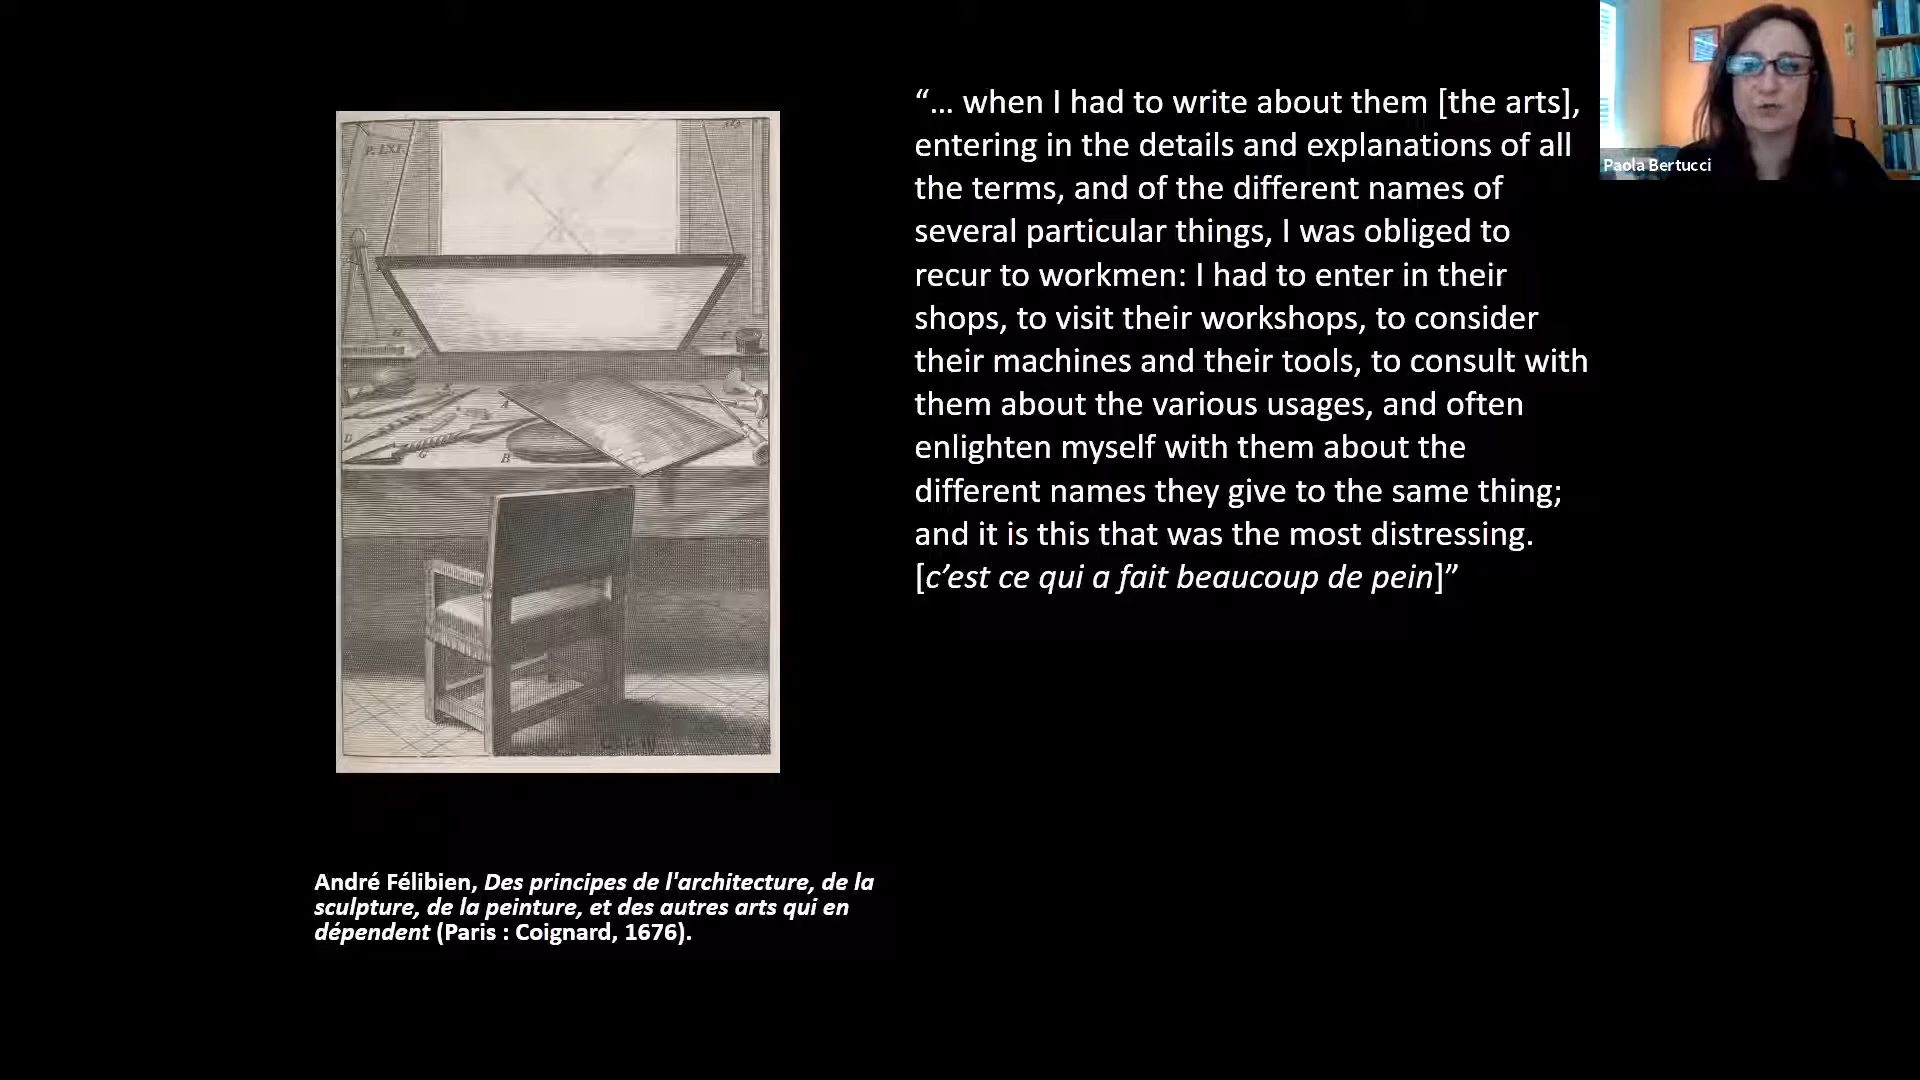 “… when I had to write about them [the arts],
entering in the details and explanations of all
the terms, and of the different names of
several particular things, I was obliged to
recur to workmen: I had to enter in their
shops, to visit their workshops, to consider
their machines and their tools, to consult with
them about the various usages, and often
enlighten myself with them about the
different names they give to the same thing;
and it is this that was the most distressing.
[c’est ce qui a fait beaucoup de pein]”
Paola Bertucci
P. LXI.
A
B
D
G
André Félibien, Des principes de l'architecture, de la
sculpture, de la peinture, et des autres arts qui en
dépendent (Paris : Coignard, 1676).